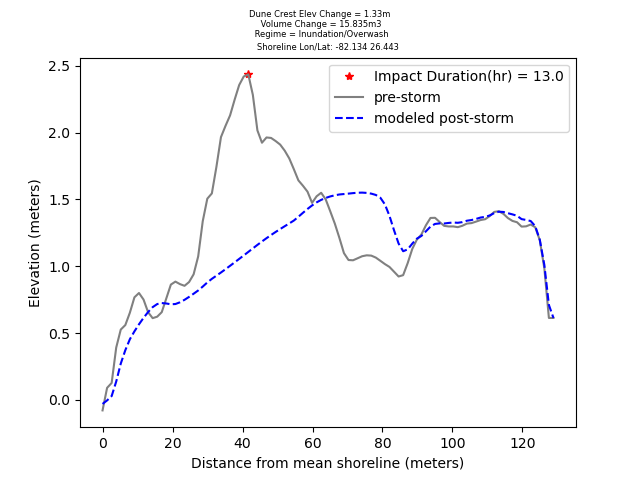 Dune Crest Elev Change = 1.33m
Volume Change = 15.835m3
Regime = Inundation/Overwash
Shoreline Lon/Lat: -82.134 26.443
Impact Duration(hr) = 13.0
pre-storm
modeled post-storm
Elevation (meters)
2.5
2.0
1.5
1.0
0.5
0.0
0 20 40 60 80 100 120
Distance from mean shoreline (meters)